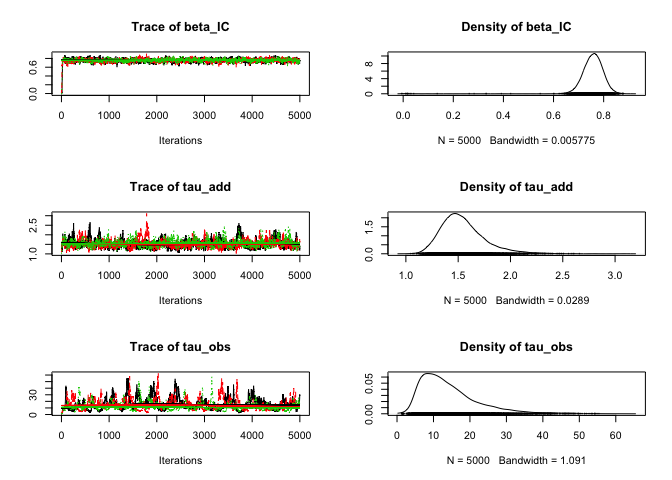 Trace of beta_IC
0.0 0.6
0 1000 2000 3000 4000 5000
Iterations
Density of beta_IC
0 4 8
0.0 0.2 0.4 0.6 0.8
N = 5000 Bandwidth = 0.005775
Trace of tau_add
1.0 2.5
0 1000 2000 3000 4000 5000
Iterations
Density of tau_add
0.0 1.5
1.0 1.5 2.0 2.5 3.0
N = 5000 Bandwidth = 0.0289
Trace of tau_obs
0 30
0 1000 2000 3000 4000 5000
Iterations
Density of tau_obs
0.00 0.05
0 10 20 30 40 50 60
N = 5000 Bandwidth = 1.091